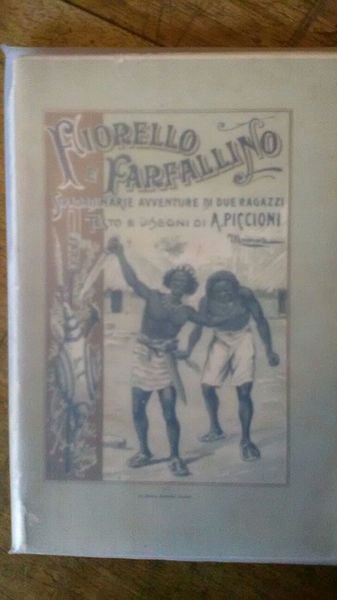 FIORELLO
E FARFALLINO
STRAORDINARIE AVVENTURE DI DUE RAGAZZI
TESTO E DISEGNI DI A. PICCIONI